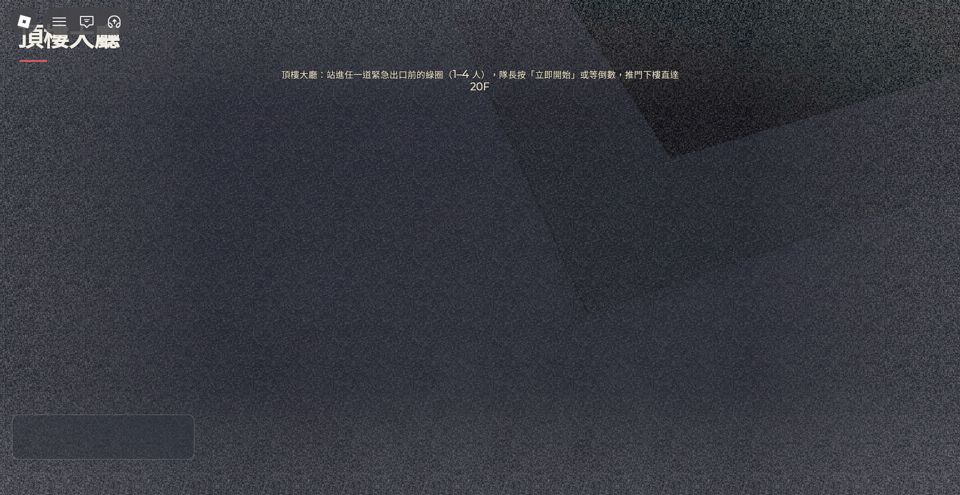 頂樓大廳
頂樓大廳：站進任一道緊急出口前的綠圈（1–4 人），隊長按「立即開始」或等倒數，推門下樓直達
20F